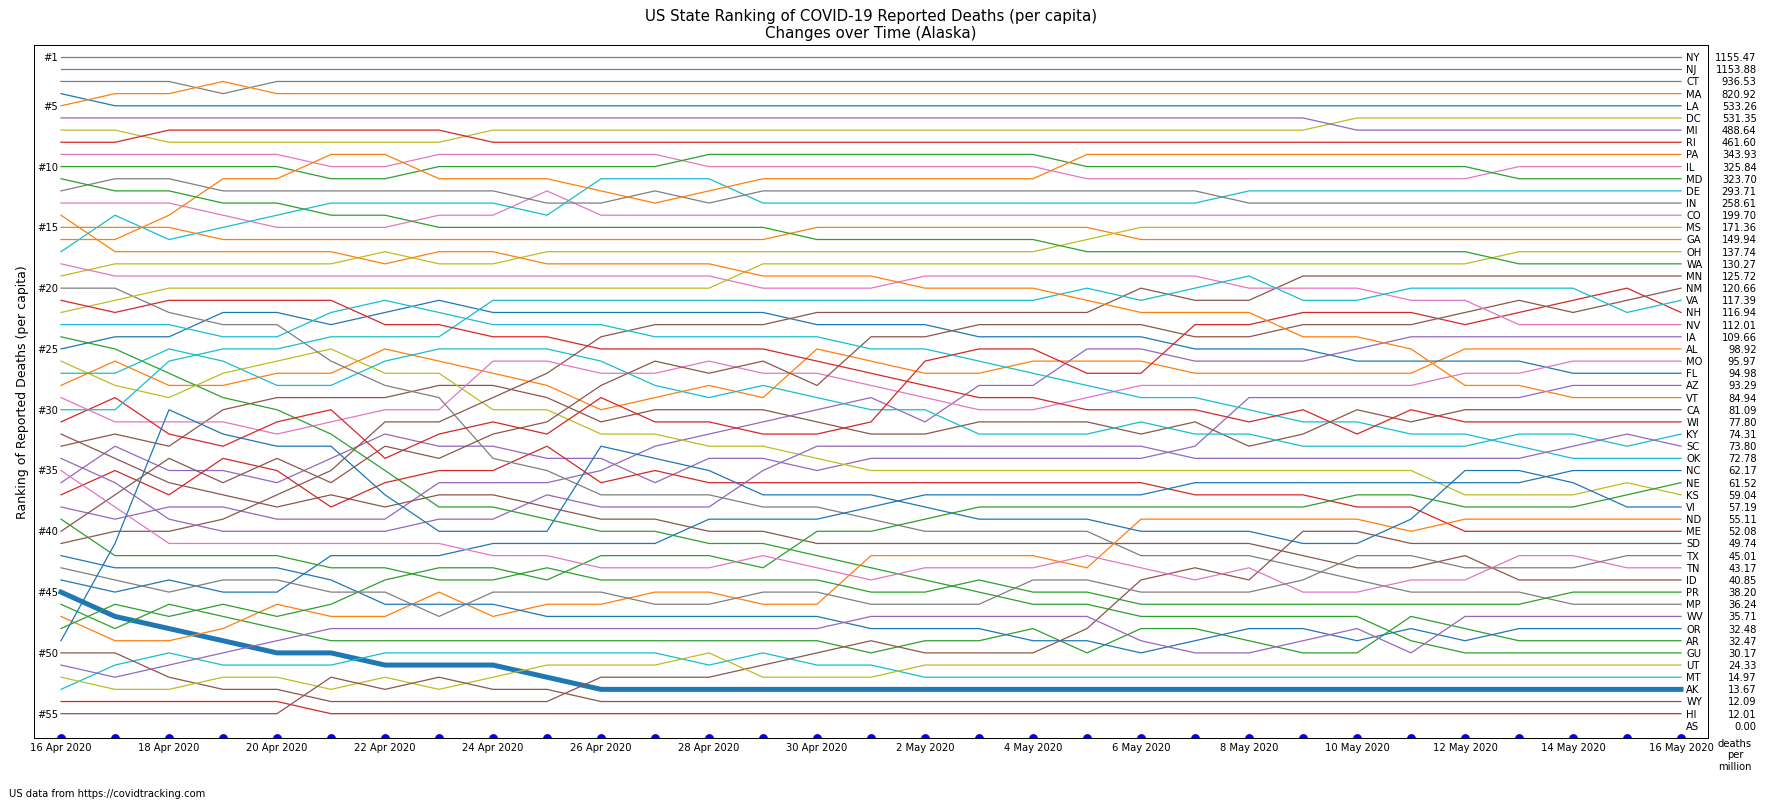 US State Ranking of COVID-19 Reported Deaths (per capita)
Changes over Time (Alaska)
Ranking of Reported Deaths (per capita)
#1
#5
#10
#15
#20
#25
#30
#35
#40
#45
#50
#55
NY 1155.47
NJ 1153.88
CT 936.53
MA 820.92
LA 533.26
DC 531.35
MI 488.64
RI 461.60
PA 343.93
IL 325.84
MD 323.70
DE 293.71
IN 258.61
CO 199.70
MS 171.36
GA 149.94
OH 137.74
WA 130.27
MN 125.72
NM 120.66
VA 117.39
NH 116.94
NV 112.01
IA 109.66
AL 98.92
MO 95.97
FL 94.98
AZ 93.29
VT 84.94
CA 81.09
WI 77.80
KY 74.31
SC 73.80
OK 72.78
NC 62.17
NE 61.52
KS 59.04
VI 57.19
ND 55.11
ME 52.08
SD 49.74
TX 45.01
TN 43.17
ID 40.85
PR 38.20
MP 36.24
WV 35.71
OR 32.48
AR 32.47
GU 30.17
UT 24.33
MT 14.97
AK 13.67
WY 12.09
HI 12.01
AS 0.00
16 Apr 2020 18 Apr 2020 20 Apr 2020 22 Apr 2020 24 Apr 2020 26 Apr 2020 28 Apr 2020 30 Apr 2020 2 May 2020 4 May 2020 6 May 2020 8 May 2020 10 May 2020 12 May 2020 14 May 2020 16 May 2020
deaths
per
million
US data from https://covidtracking.com